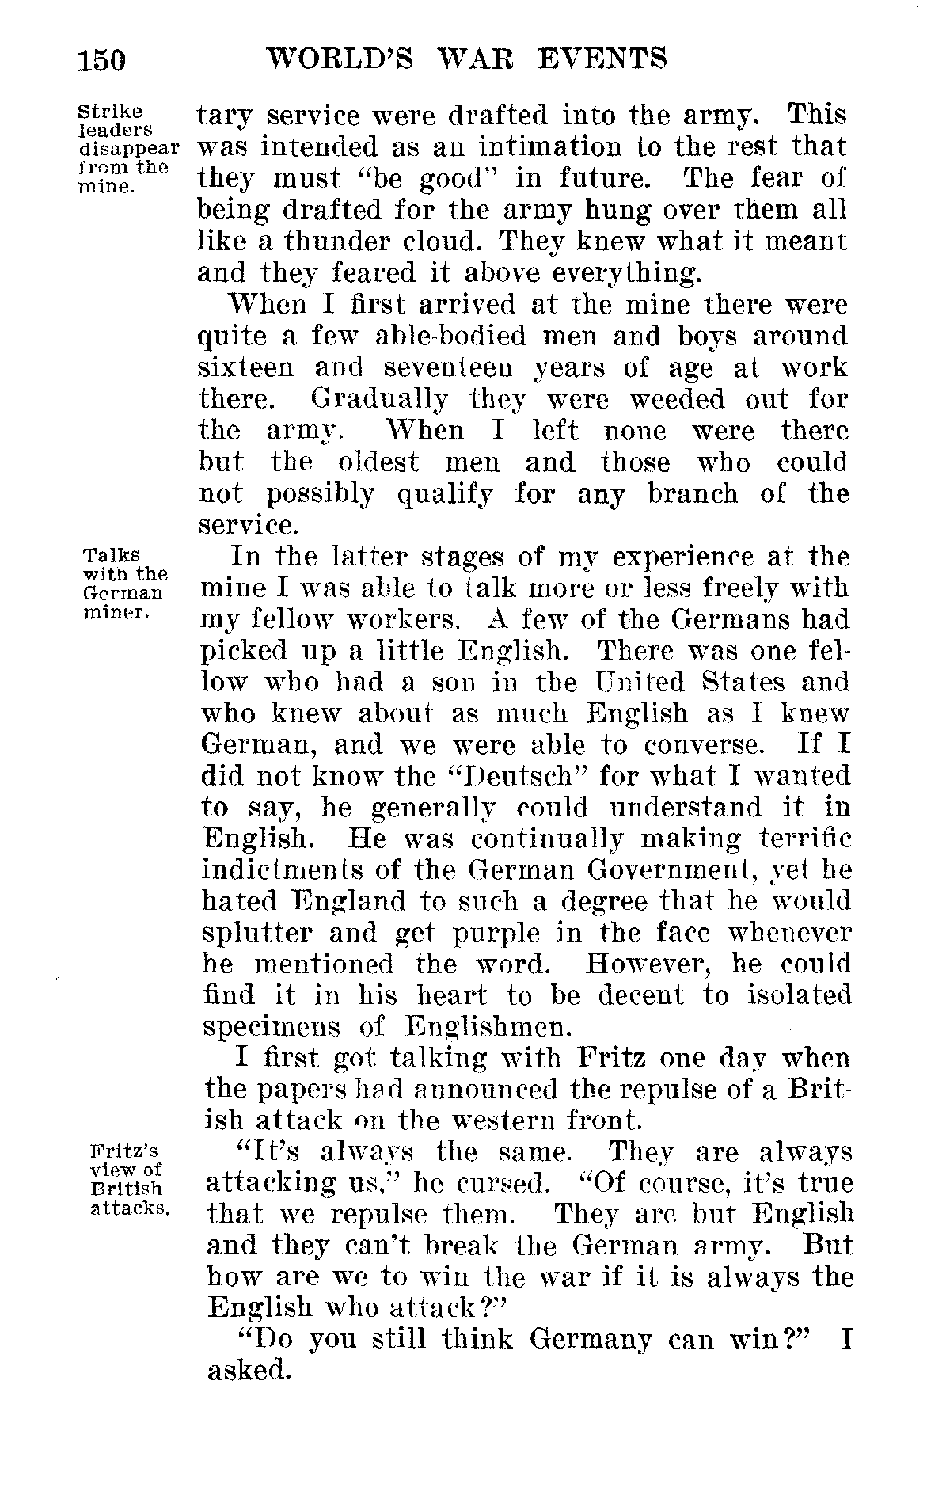 150 WORLD'S WAR EVENTS
Strike
leaders
disappear
from the
mine.
tary service were drafted into the army. This
was intended as an intimation to the rest that
they must "be good" in future. The fear of
being drafted for the army hung over them all
like a thunder cloud. They knew what it meant
and they feared it above everything.
When I first arrived at the mine there were
quite a few able-bodied men and boys around
sixteen and seventeen years of age at work
there. Gradually they were weeded out for
the army. When I left none were there
but the oldest men and those who could
not possibly qualify for any branch of the
service.
Talks
with the
German
miner.
In the latter stages of my experience at the
mine I was able to talk more or less freely with
my fellow workers. A few of the Germans had
picked up a little English. There was one fel-
low who had a son in the United States and
who knew about as much English as I knew
German, and we were able to converse. If I
did not know the "Deutsch" for what I wanted
to say, he generally could understand it in
English. He was continually making terrific
indictments of the German Government, yet he
hated England to such a degree that he would
splutter and get purple in the face whenever
he mentioned the word. However, he could
find it in his heart to be decent to isolated
specimens of Englishmen.
I first got talking with Fritz one day when
the papers had announced the repulse of a Brit-
ish attack on the western front.
Fritz's
view of
British
attacks.
"It's always the same. They are always
attacking us," he cursed. "Of course, it's true
that we repulse them. They are but English
and they can't break the German army. But
how are we to win the war if it is always the
English who attack?"
"Do you still think Germany can win?" I
asked.